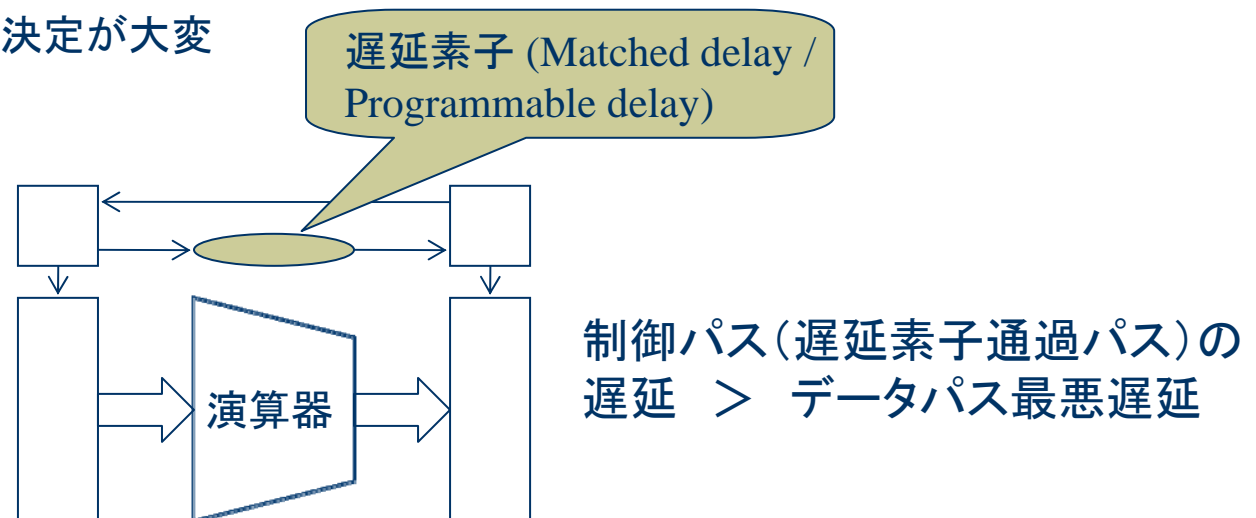 決定が大変
遅延素子 (Matched delay /
Programmable delay)
制御パス(遅延素子通過パス)の
遅延 > データパス最悪遅延
演算器